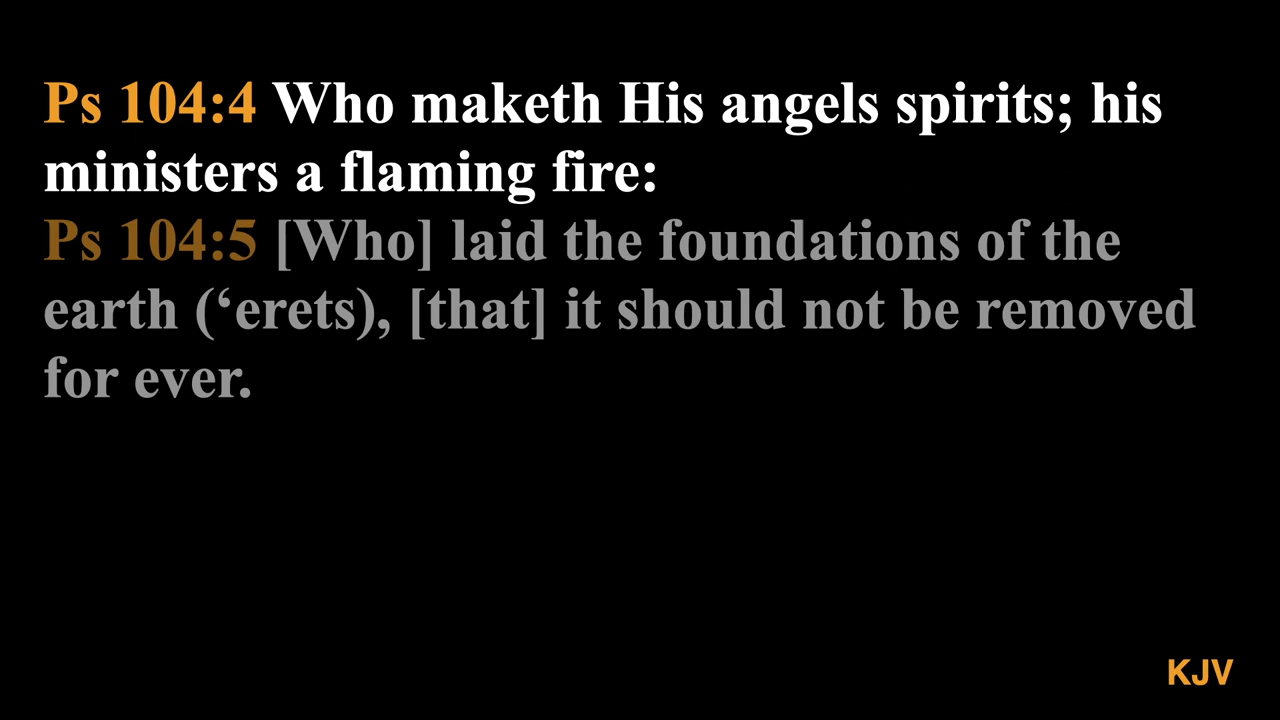 Ps 104:4 Who maketh His angels spirits; his
ministers a flaming fire:
Ps 104:5 [Who] laid the foundations of the
earth (‘erets), [that] it should not be removed
for ever.
KJV